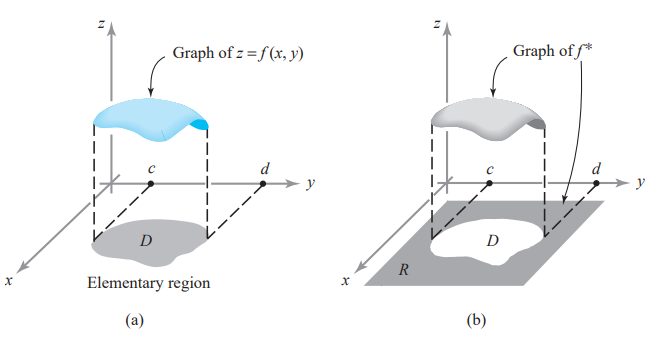 z
Graph of z = f (x, y)
c
d
y
D
x
Elementary region
(a)
z
Graph of f*
c
d
y
D
R
x
(b)